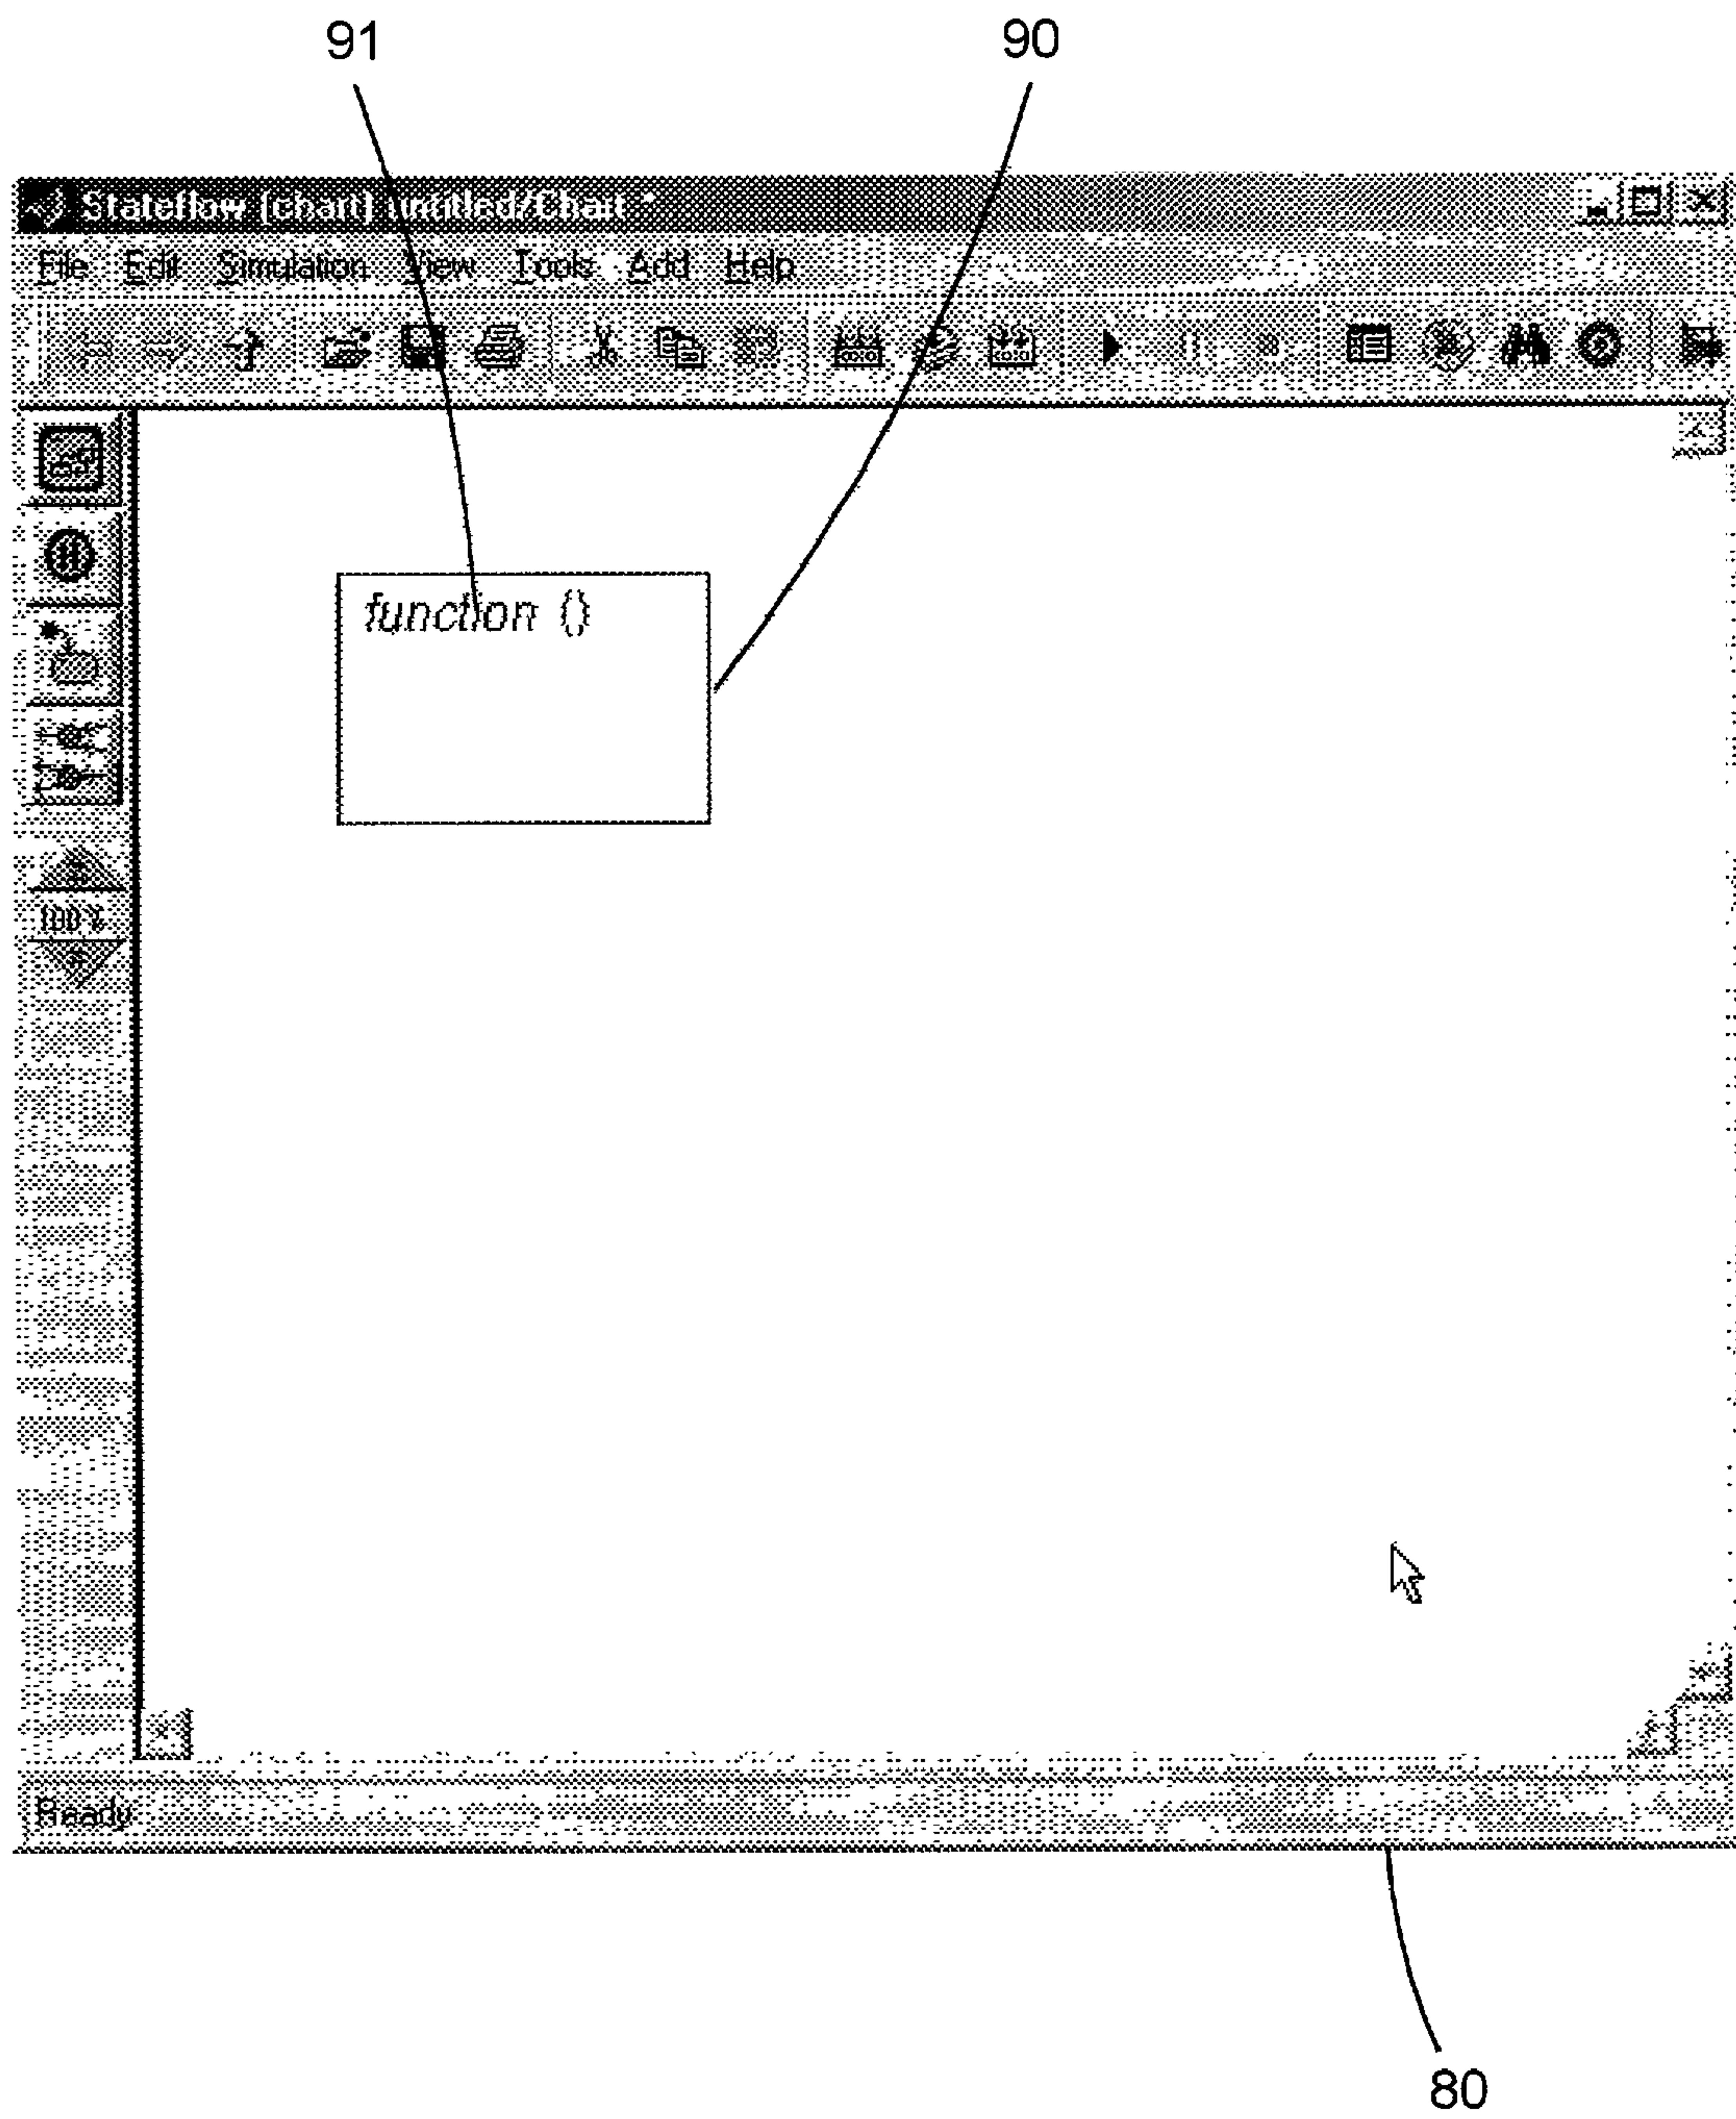 91 90
Stateflow (chart) untitled/Chart *
File Edit Simulation View Tools Add Help
function ()
100%
Ready
80